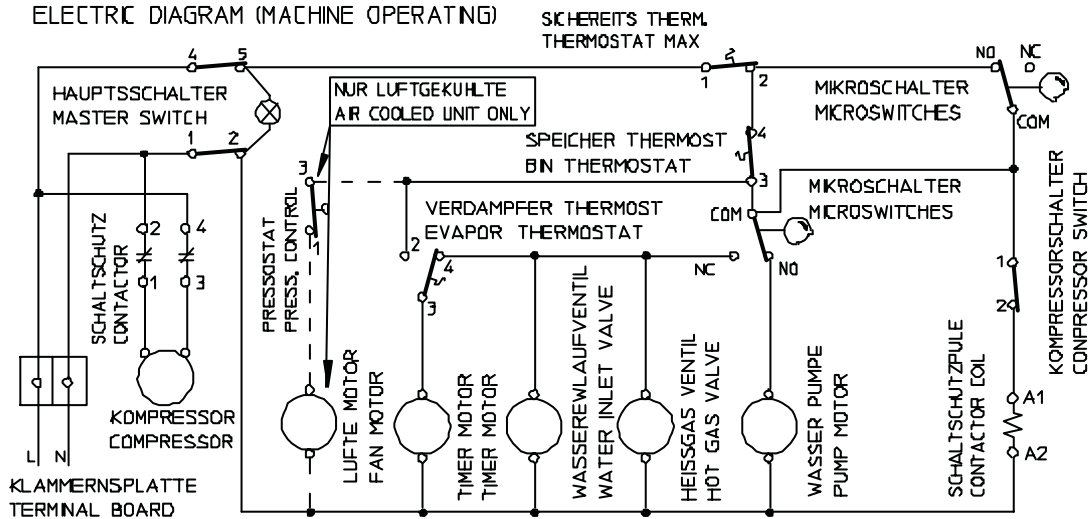 ELECTRIC DIAGRAM (MACHINE OPERATING)
SICHEREITS THERM.
THERMOSTAT MAX
4
5
1
2
NO
NC
HAUPTSSCHALTER
MASTER SWITCH
NUR LUFTGEKUHLTE
AIR COOLED UNIT ONLY
MIKROSCHALTER
MICROSWITCHES
COM
1
2
SPEICHER THERMOST
BIN THERMOSTAT
4
3
3
1
PRESSOSTAT
PRESS. CONTROL
MIKROSCHALTER
MICROSWITCHES
VERDAMPFER THERMOST
EVAPOR THERMOSTAT
COM
2
4
3
NC
NO
2
4
1
3
SCHALTSCHUTZ
CONTACTOR
1
2
KOMPRESSORSCHALTER
CONPRESSOR SWITCH
KOMPRESSOR
COMPRESSOR
LUFTE MOTOR
FAN MOTOR
TIMER MOTOR
TIMER MOTOR
WASSEREWLAUFVENTIL
WATER INLET VALVE
HEISSGAS VENTIL
HOT GAS VALVE
WASSER PUMPE
PUMP MOTOR
SCHALTSCHUTZPULE
CONTACTOR COIL
A1
A2
L
N
KLAMMERNSPLATTE
TERMINAL BOARD